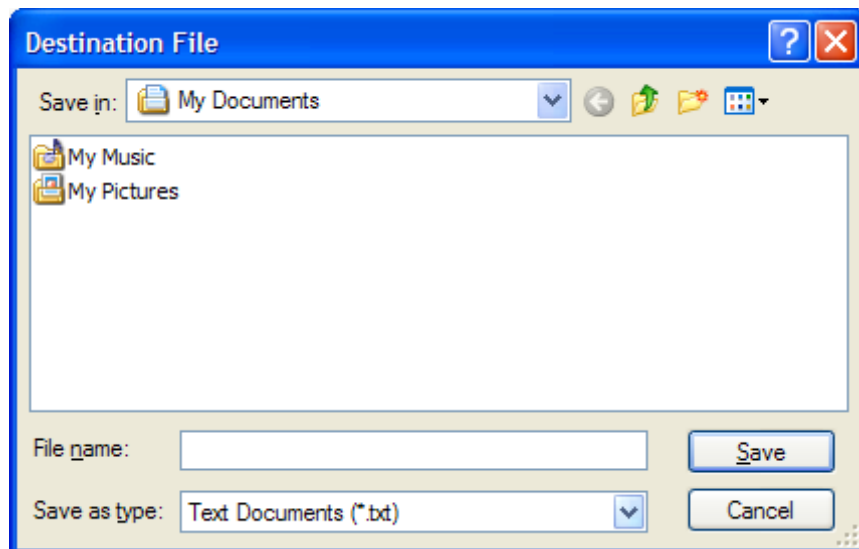 Destination File
Save in: My Documents
My Music
My Pictures
File name:
Save
Save as type: Text Documents (*.txt)
Cancel